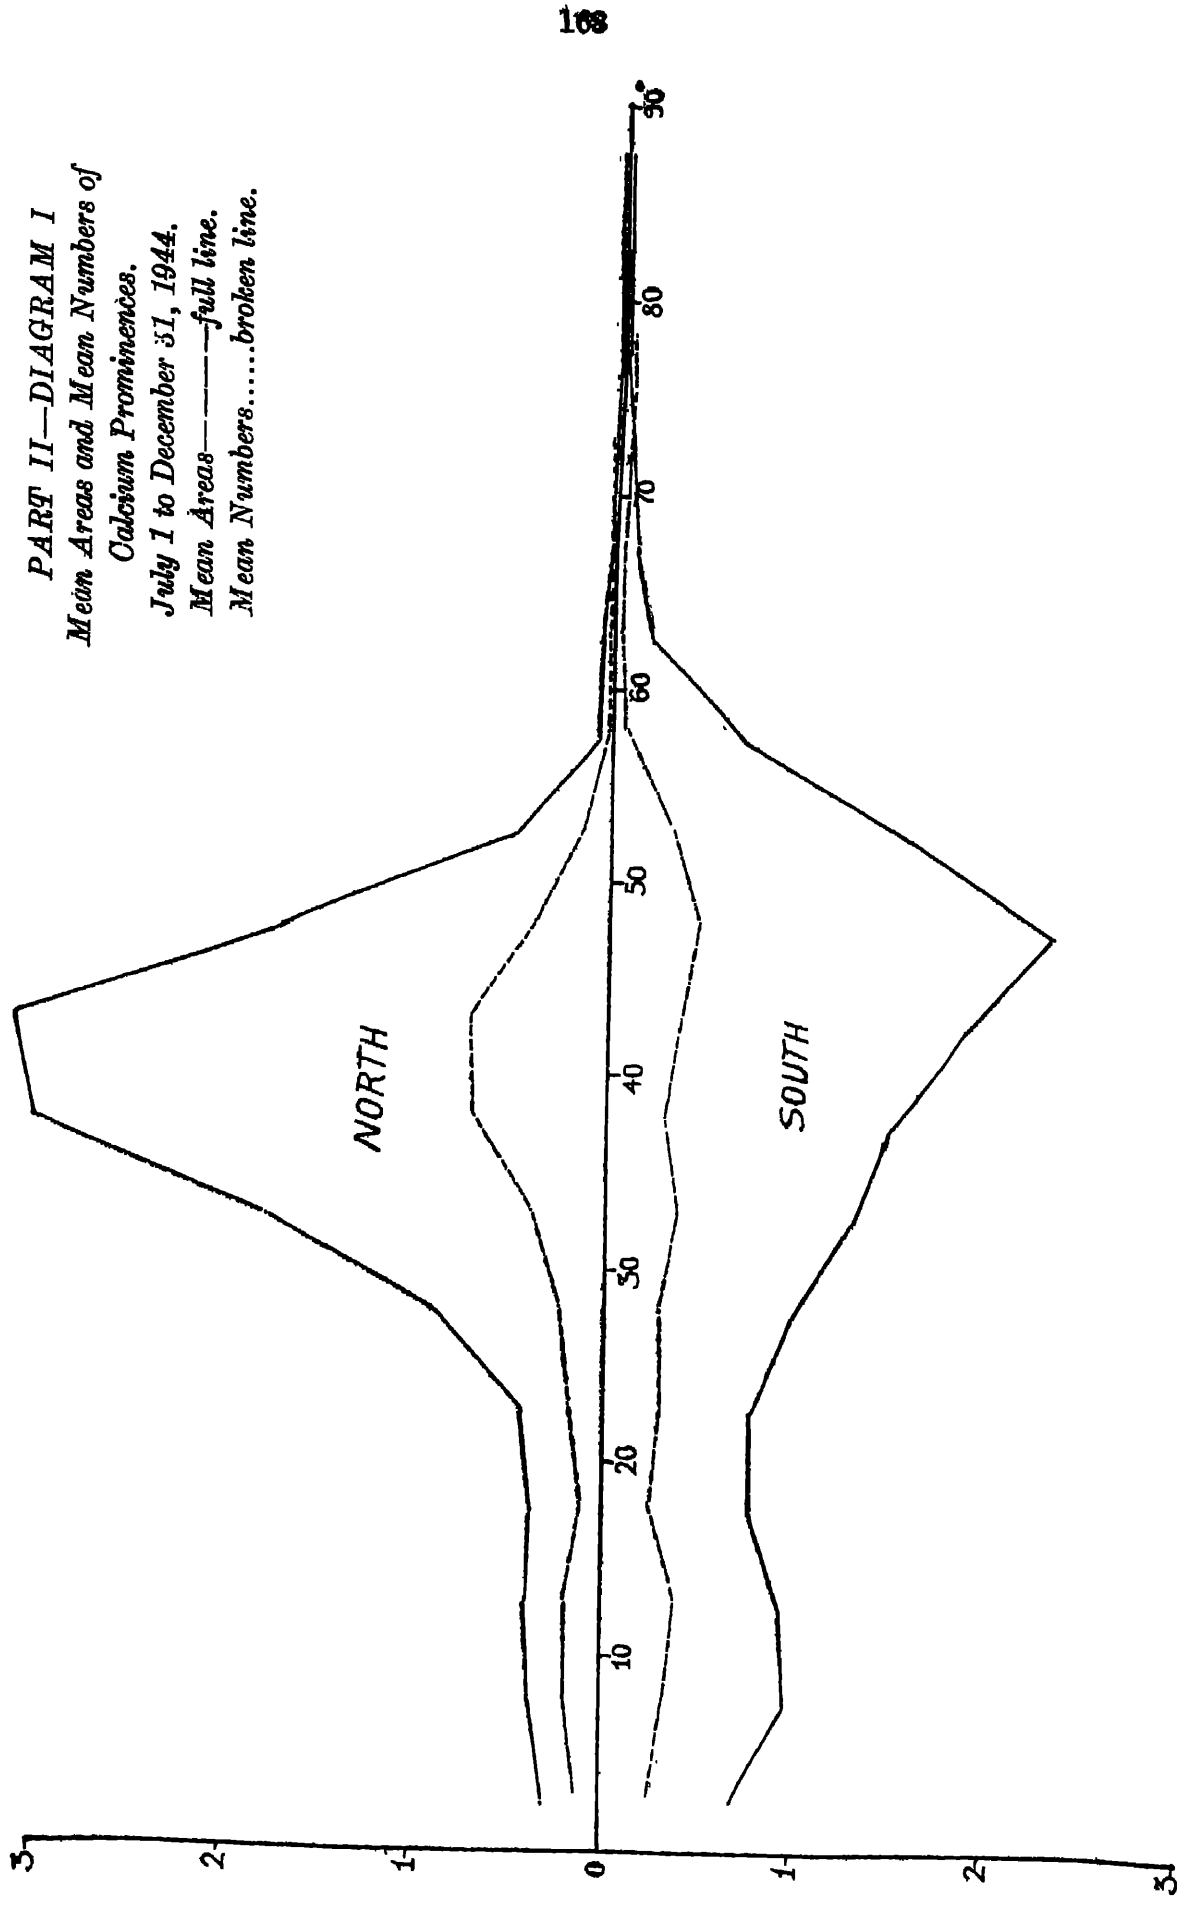 168
PART II—DIAGRAM I
Mean Areas and Mean Numbers of
Calcium Prominences.
July 1 to December 31, 1944.
Mean Areas————full line.
Mean Numbers......broken line.
NORTH
SOUTH
10
20
30
40
50
60
70
80
90°
3
2
1
0
1
2
3